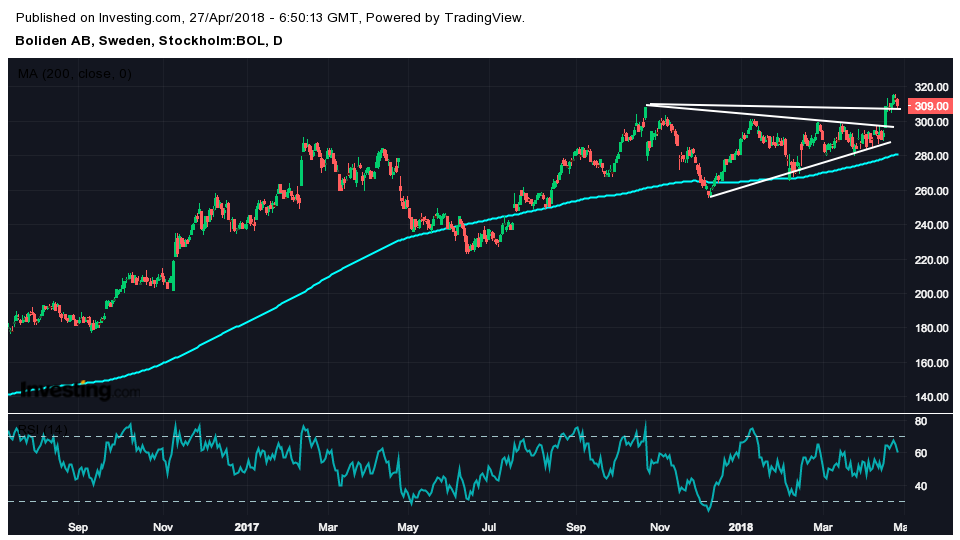 Published on Investing.com, 27/Apr/2018 - 6:50:13 GMT, Powered by TradingView.
Boliden AB, Sweden, Stockholm:BOL, D
MA (200, close, 0)
320.00
309.00
300.00
280.00
260.00
240.00
220.00
200.00
180.00
160.00
140.00
Investing.com
RSI (14)
80
60
40
Sep Nov 2017 Mar May Jul Sep Nov 2018 Mar Ma